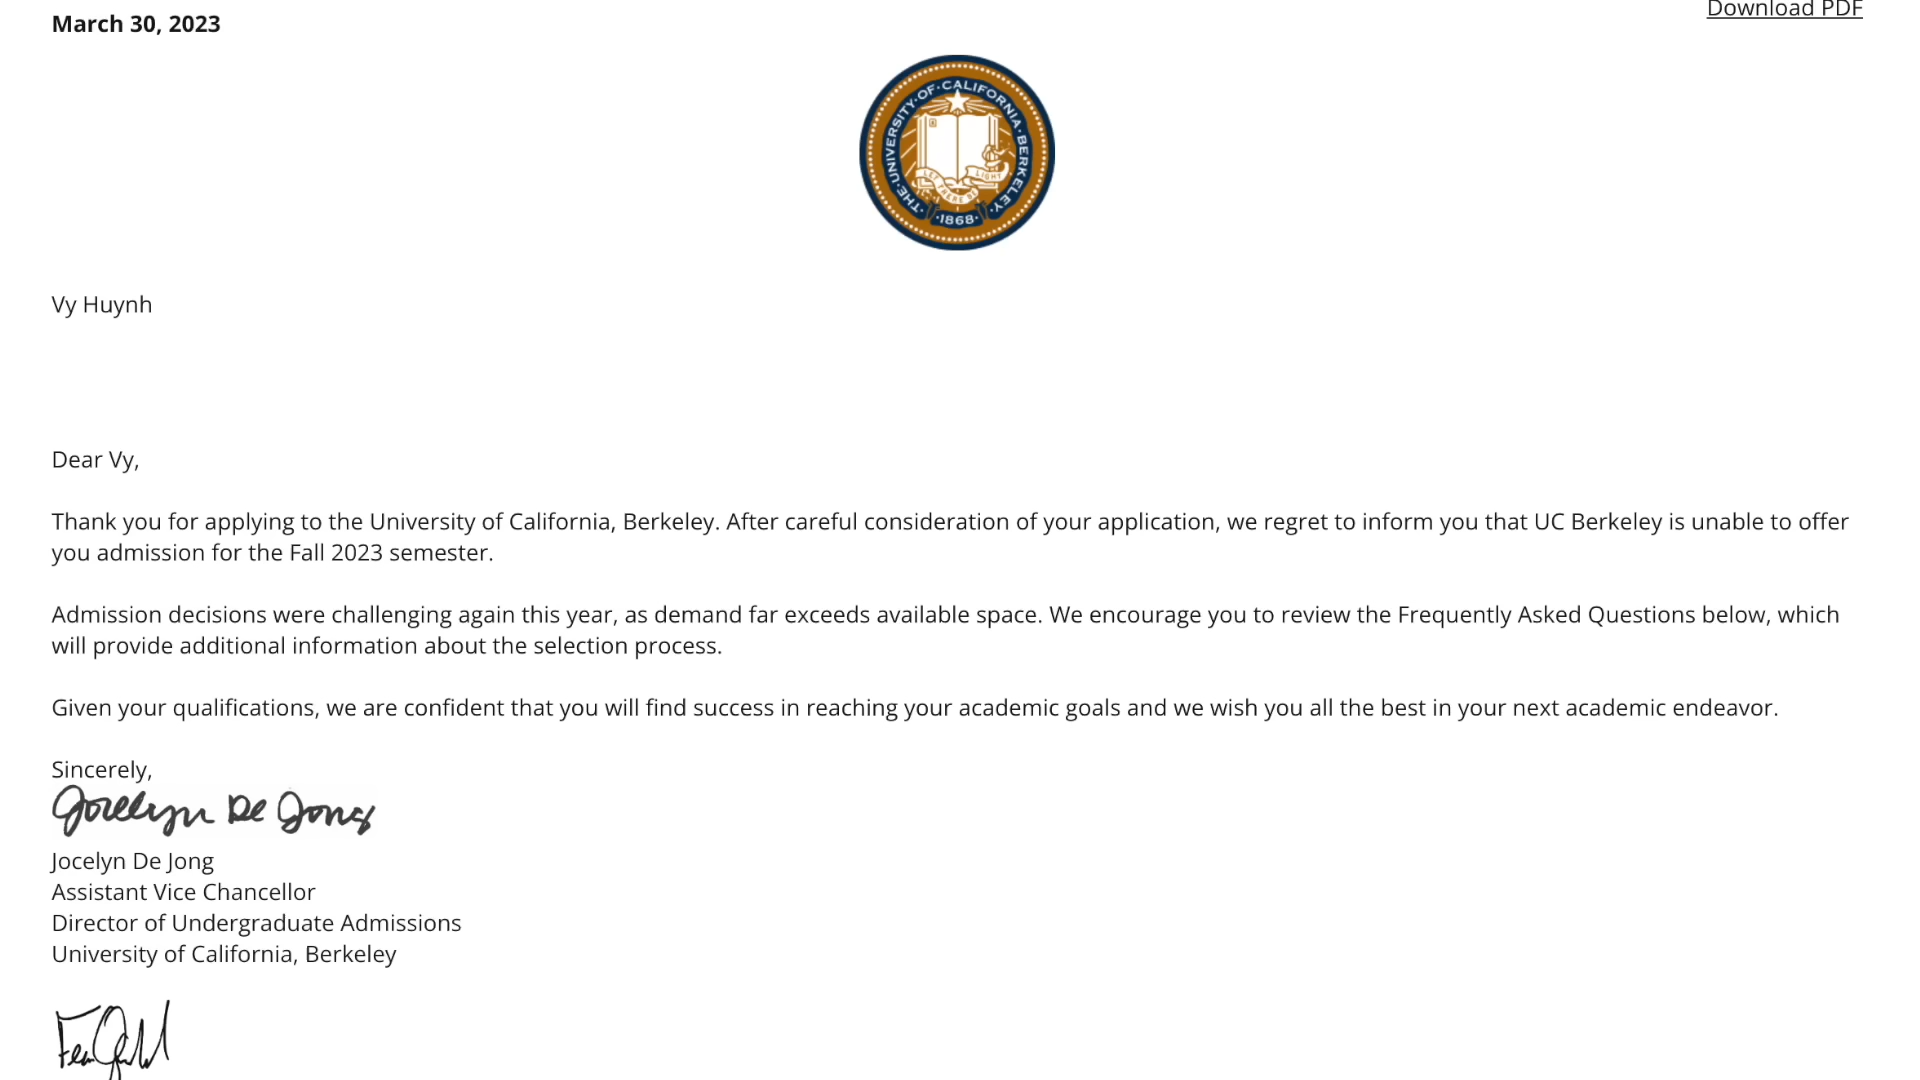 March 30, 2023
Download PDF
THE·UNIVERSITY·OF·CALIFORNIA·BERKELEY·
LET THERE BE LIGHT
·1868·
Vy Huynh
Dear Vy,
Thank you for applying to the University of California, Berkeley. After careful consideration of your application, we regret to inform you that UC Berkeley is unable to offer
you admission for the Fall 2023 semester.
Admission decisions were challenging again this year, as demand far exceeds available space. We encourage you to review the Frequently Asked Questions below, which
will provide additional information about the selection process.
Given your qualifications, we are confident that you will find success in reaching your academic goals and we wish you all the best in your next academic endeavor.
Sincerely,
Jocelyn De Jong
Jocelyn De Jong
Assistant Vice Chancellor
Director of Undergraduate Admissions
University of California, Berkeley